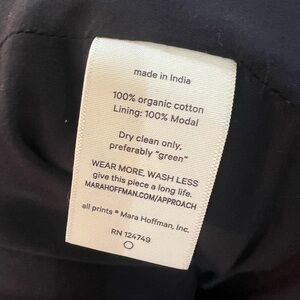 made in India
100% organic cotton
Lining: 100% Modal
Dry clean only.
preferably "green"
WEAR MORE, WASH LESS
give this piece a long life.
MARAHOFFMAN.COM/APPROACH
all prints ® Mara Hoffman, Inc.
RN 124749